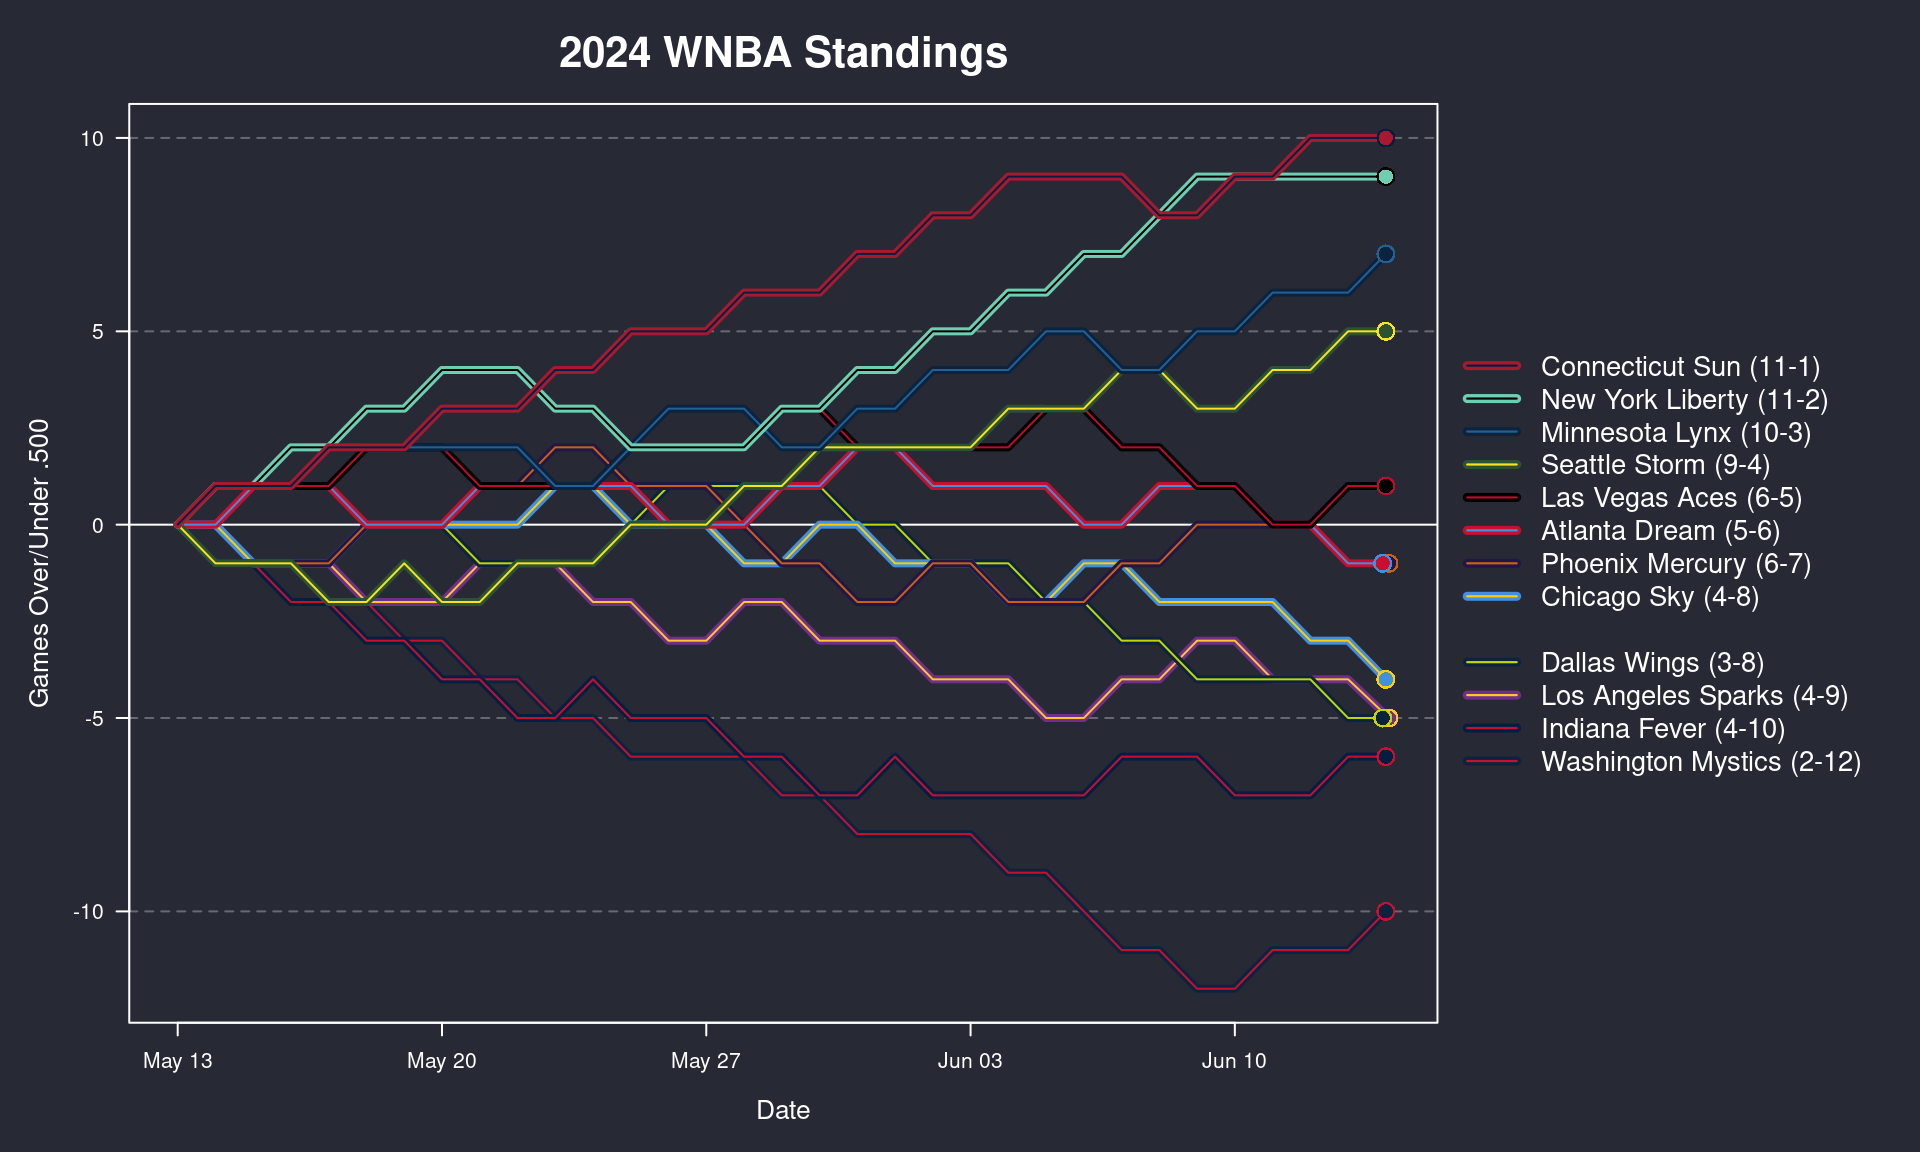 2024 WNBA Standings
Games Over/Under .500
10
5
0
-5
-10
May 13
May 20
May 27
Jun 03
Jun 10
Date
Connecticut Sun (11-1)
New York Liberty (11-2)
Minnesota Lynx (10-3)
Seattle Storm (9-4)
Las Vegas Aces (6-5)
Atlanta Dream (5-6)
Phoenix Mercury (6-7)
Chicago Sky (4-8)
Dallas Wings (3-8)
Los Angeles Sparks (4-9)
Indiana Fever (4-10)
Washington Mystics (2-12)